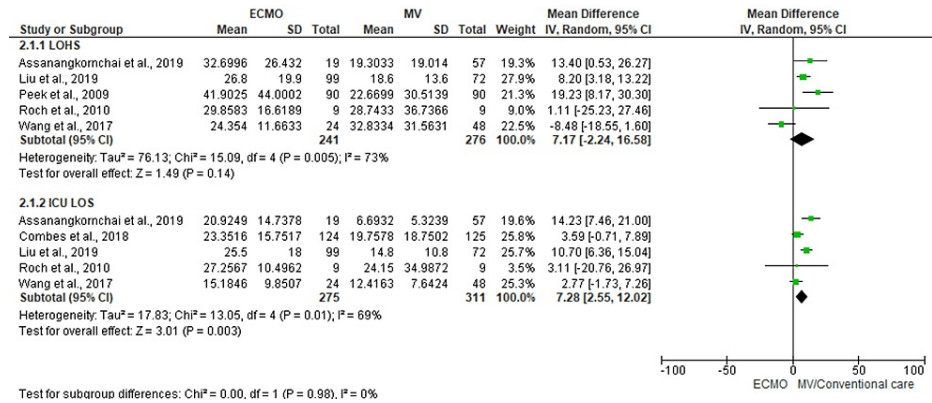 ECMO MV Mean Difference Mean Difference
Study or Subgroup Mean SD Total Mean SD Total Weight IV, Random, 95% CI IV, Random, 95% CI
2.1.1 LOHS
Assanangkornchai et al., 2019 32.6996 26.432 19 19.3033 19.014 57 19.3% 13.40 [0.53, 26.27]
Liu et al., 2019 26.8 19.9 99 18.6 13.6 72 27.9% 8.20 [3.18, 13.22]
Peek et al., 2009 41.9025 44.0002 90 22.6699 30.5139 90 21.3% 19.23 [8.17, 30.30]
Roch et al., 2010 29.8583 16.6189 9 28.7433 36.7366 9 9.0% 1.11 [-25.23, 27.46]
Wang et al., 2017 24.354 11.6633 24 32.8334 31.5631 48 22.5% -8.48 [-18.55, 1.60]
Subtotal (95% CI) 241 276 100.0% 7.17 [-2.24, 16.58]
Heterogeneity: Tau² = 76.13; Chi² = 15.09, df = 4 (P = 0.005); I² = 73%
Test for overall effect: Z = 1.49 (P = 0.14)
2.1.2 ICU LOS
Assanangkornchai et al., 2019 20.9249 14.7378 19 6.6932 5.3239 57 19.6% 14.23 [7.46, 21.00]
Combes et al., 2018 23.3516 15.7517 124 19.7578 18.7502 125 25.8% 3.59 [-0.71, 7.89]
Liu et al., 2019 25.5 18 99 14.8 10.8 72 25.7% 10.70 [6.36, 15.04]
Roch et al., 2010 27.2567 10.4962 9 24.15 34.9872 9 3.5% 3.11 [-20.76, 26.97]
Wang et al., 2017 15.1846 9.8507 24 12.4163 7.6424 48 25.4% 2.77 [-1.73, 7.26]
Subtotal (95% CI) 275 311 100.0% 7.28 [2.55, 12.02]
Heterogeneity: Tau² = 17.83; Chi² = 13.05, df = 4 (P = 0.01); I² = 69%
Test for overall effect: Z = 3.01 (P = 0.003)
-100 -50 0 50 100
ECMO MV/Conventional care
Test for subgroup differences: Chi² = 0.00, df = 1 (P = 0.98), I² = 0%